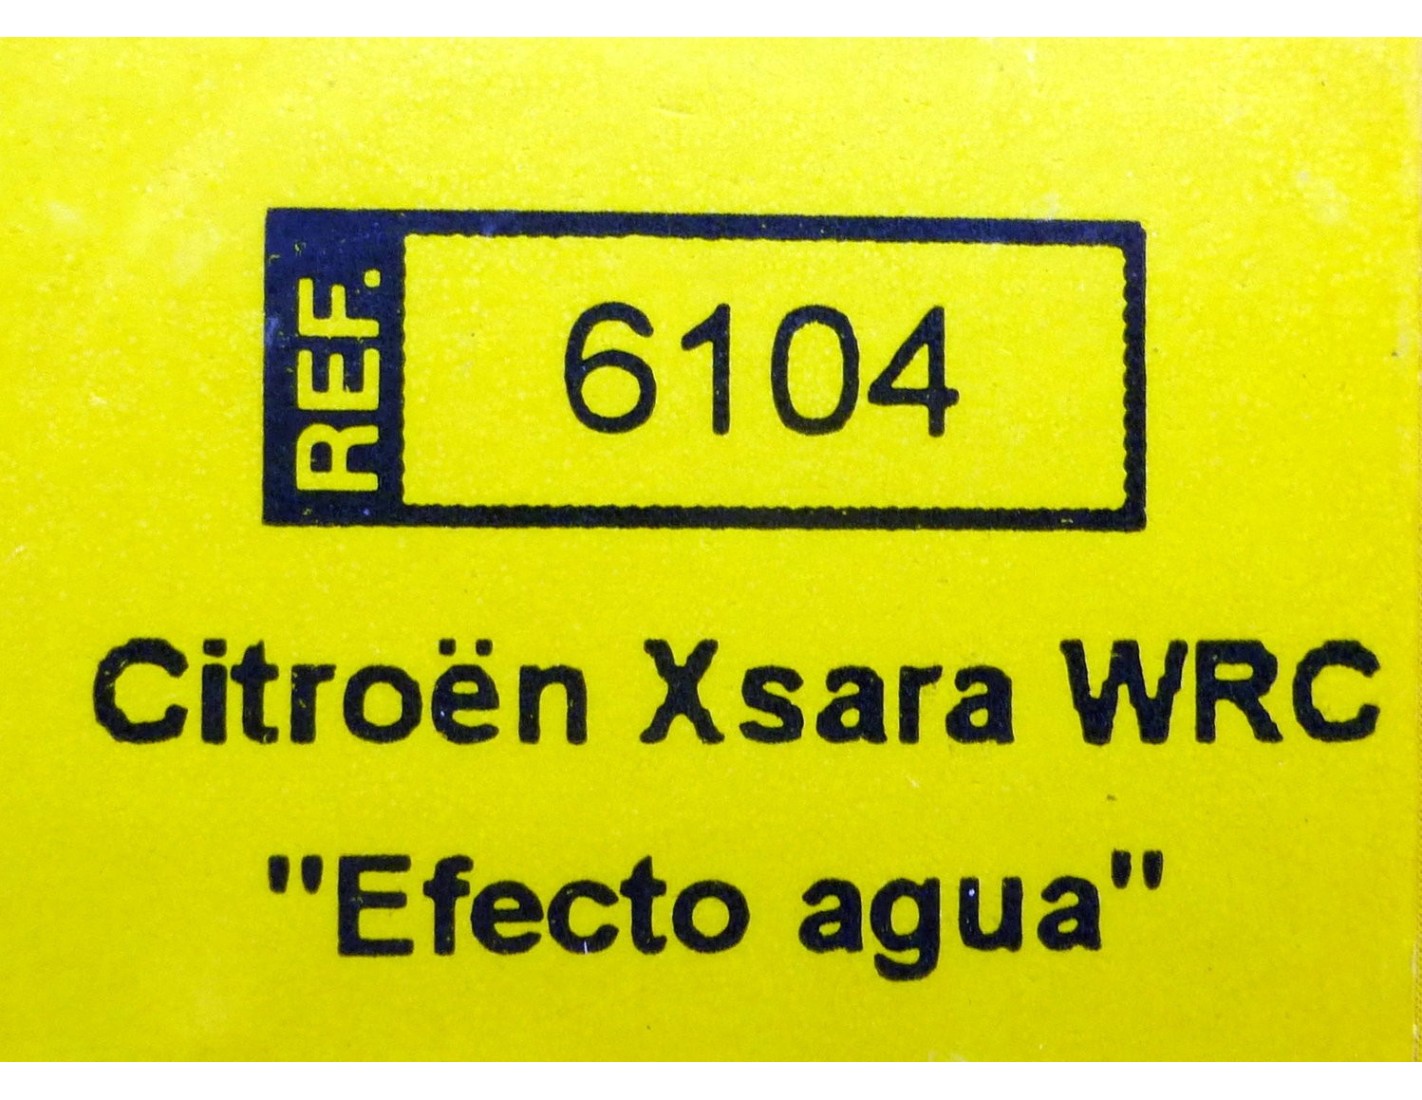 REF. 6104
Citroën Xsara WRC
"Efecto agua"